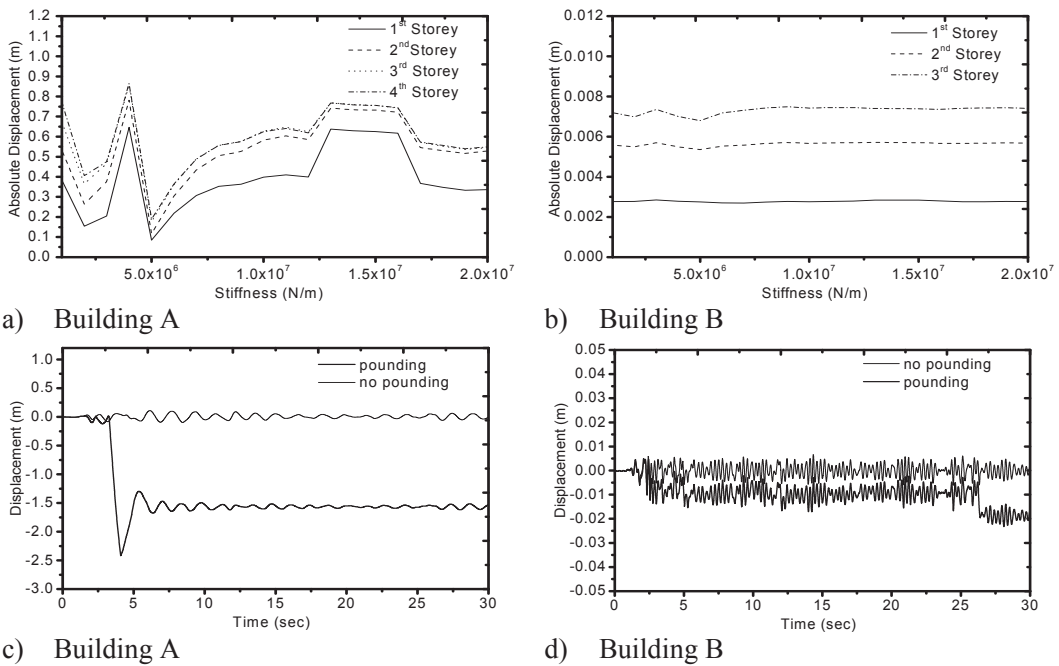 1.2
1.1
1.0
0.9
0.8
0.7
0.6
0.5
0.4
0.3
0.2
0.1
0.0
Absolute Displacement (m)
1st Storey
2nd Storey
3rd Storey
4th Storey
5.0x10^6
1.0x10^7
1.5x10^7
2.0x10^7
Stiffness (N/m)
a) Building A
0.012
0.010
0.008
0.006
0.004
0.002
0.000
Absolute Displacement (m)
1st Storey
2nd Storey
3rd Storey
5.0x10^6
1.0x10^7
1.5x10^7
2.0x10^7
Stiffness (N/m)
b) Building B
1.0
0.5
0.0
-0.5
-1.0
-1.5
-2.0
-2.5
-3.0
Displacement (m)
pounding
no pounding
0 5 10 15 20 25 30
Time (sec)
c) Building A
0.05
0.04
0.03
0.02
0.01
0.00
-0.01
-0.02
-0.03
-0.04
-0.05
Displacement (m)
no pounding
pounding
0 5 10 15 20 25 30
Time (sec)
d) Building B